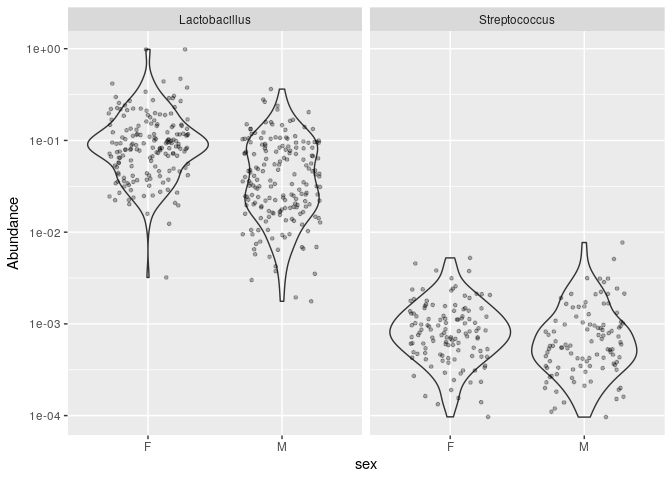 Lactobacillus
Streptococcus
1e+00
1e-01
1e-02
1e-03
1e-04
Abundance
F
M
F
M
sex